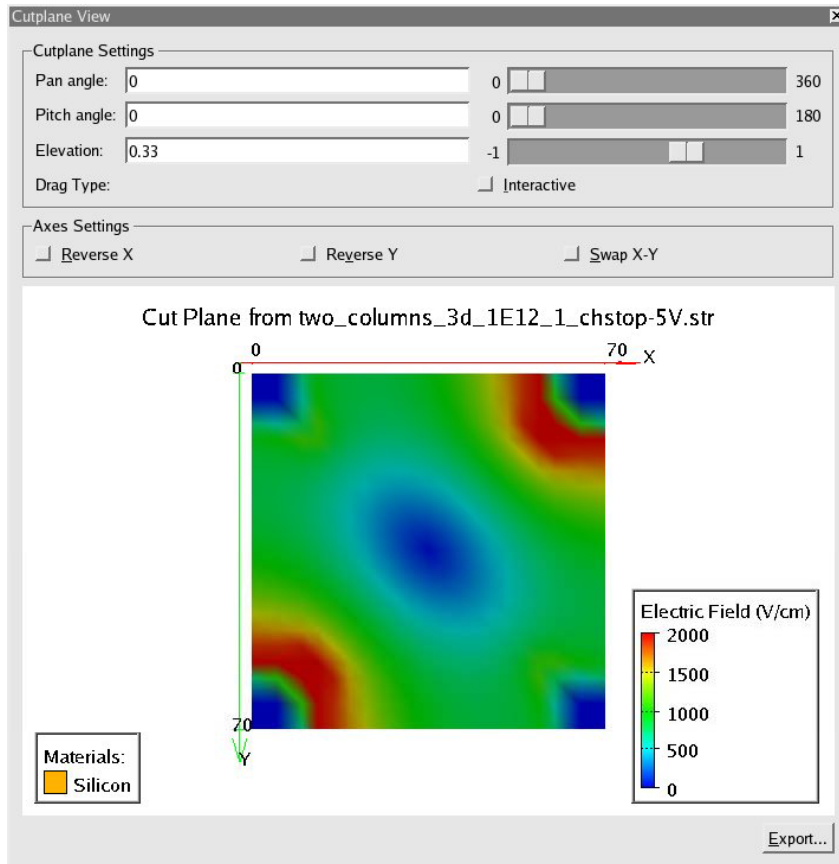 Cutplane View
Cutplane Settings
Pan angle: 0 0 360
Pitch angle: 0 0 180
Elevation: 0.33 -1 1
Drag Type: Interactive
Axes Settings
Reverse X Reverse Y Swap X-Y
Cut Plane from two_columns_3d_1E12_1_chstop-5V.str
0 70 X
0
70
Y
Electric Field (V/cm)
2000
1500
1000
500
0
Materials:
Silicon
Export...